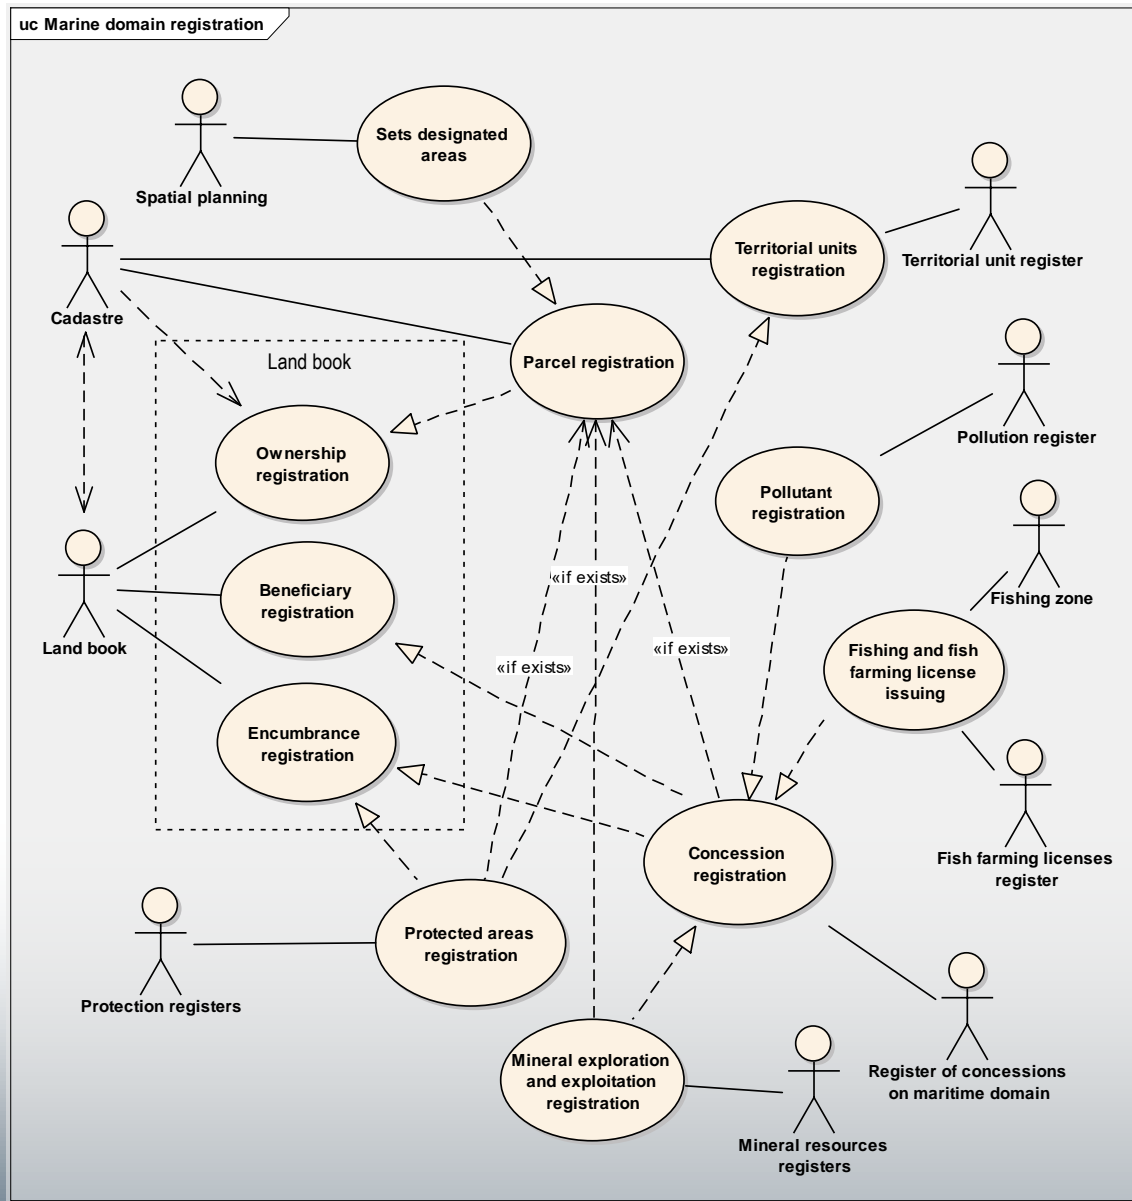 uc Marine domain registration
Sets designated
areas
Spatial planning
Territorial units
registration
Territorial unit register
Cadastre
Parcel registration
Land book
Ownership
registration
Pollution register
Pollutant
registration
«if exists»
Beneficiary
registration
Fishing zone
Land book
«if exists»
«if exists»
Fishing and fish
farming license
issuing
Encumbrance
registration
Concession
registration
Fish farming licenses
register
Protected areas
registration
Protection registers
Mineral exploration
and exploitation
registration
Register of concessions
on maritime domain
Mineral resources
registers